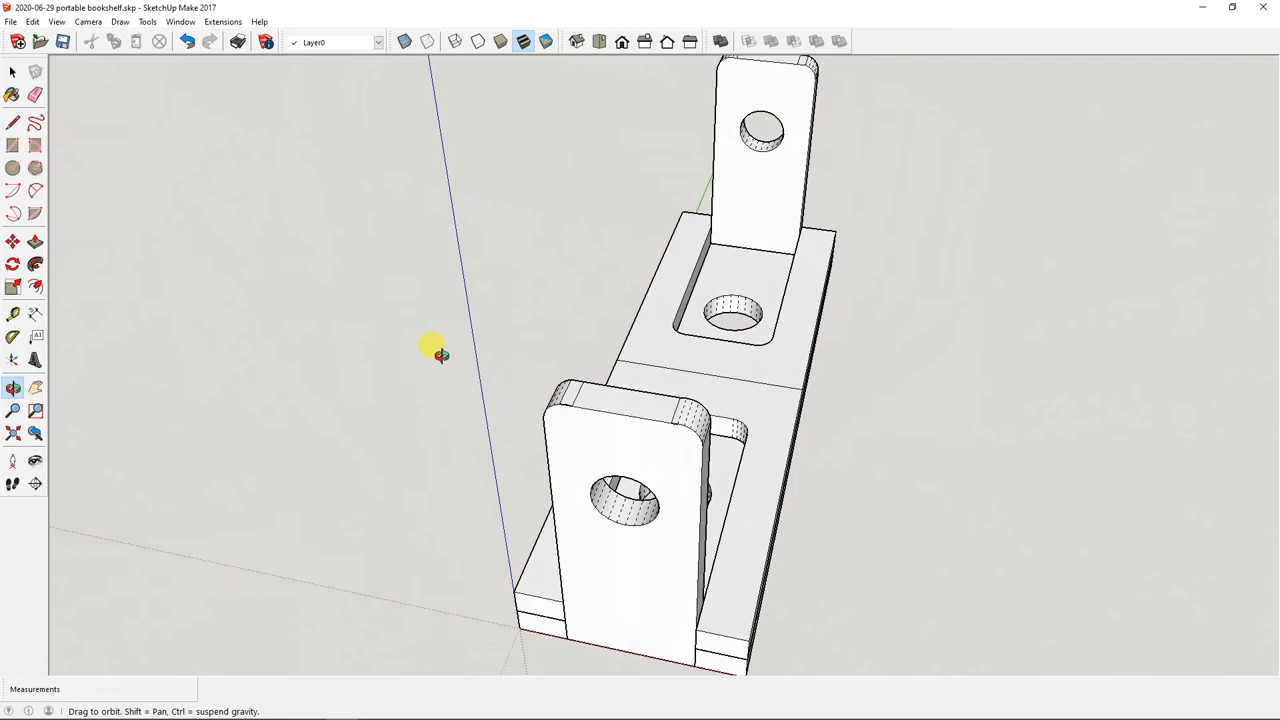 2020-06-29 portable bookshelf.skp - SketchUp Make 2017
File Edit View Camera Draw Tools Window Extensions Help
Layer0
Measurements
Drag to orbit. Shift = Pan, Ctrl = suspend gravity.